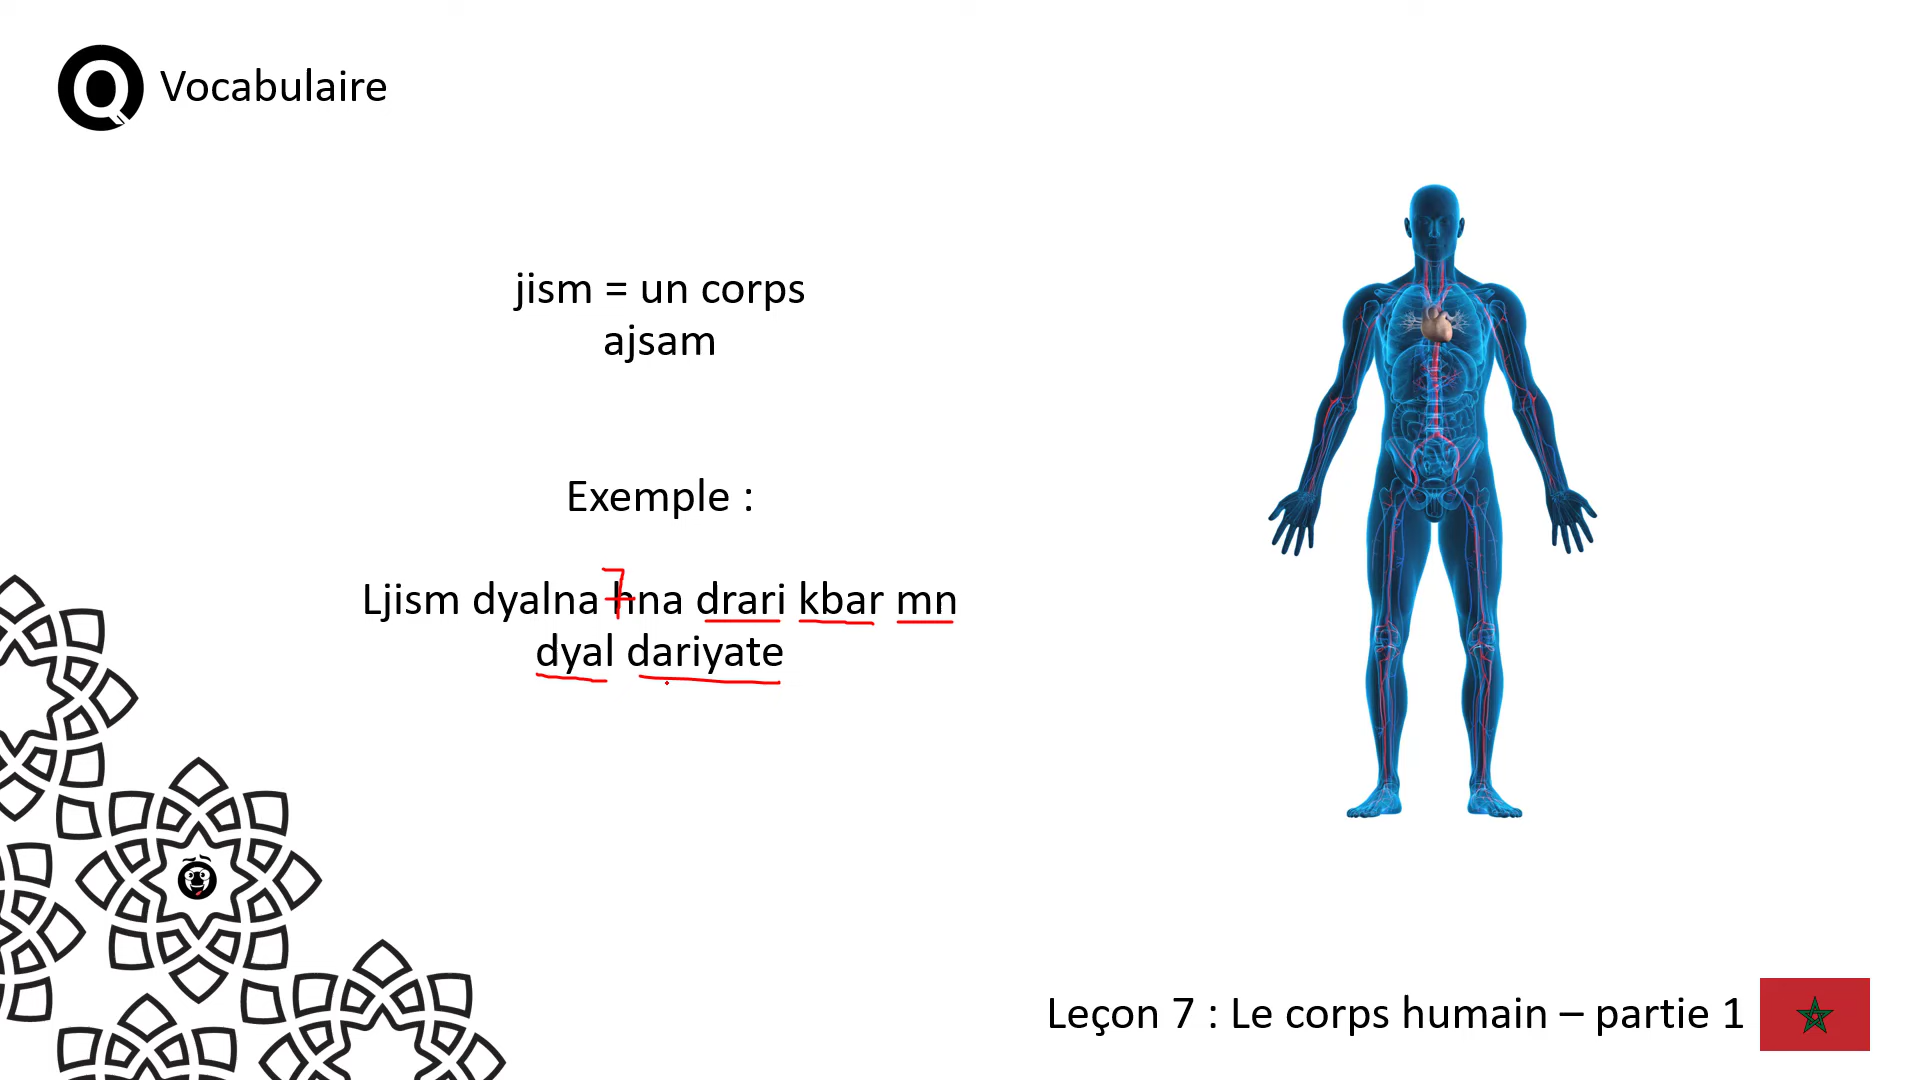 Q Vocabulaire
jism = un corps
ajsam
Exemple :
Ljism dyalna 7na drari kbar mn
dyal dariyate
Leçon 7 : Le corps humain – partie 1